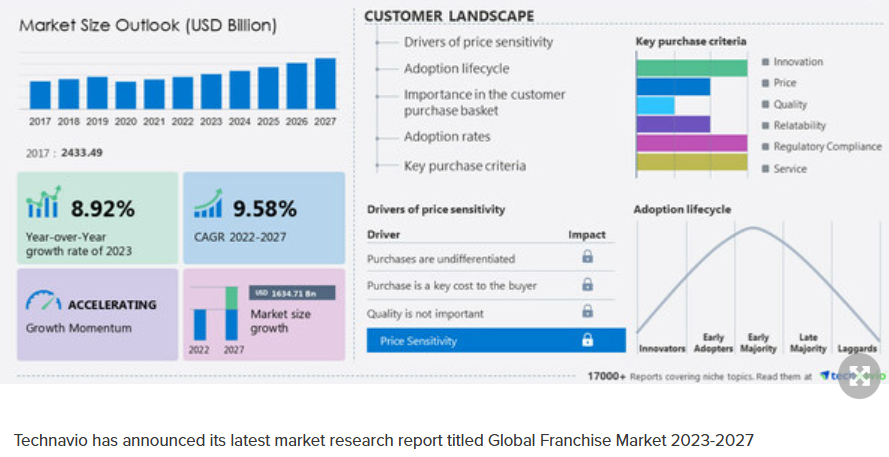 Market Size Outlook (USD Billion)
2017 2018 2019 2020 2021 2022 2023 2024 2025 2026 2027
2017 : 2433.49
8.92%
Year-over-Year
growth rate of 2023
9.58%
CAGR 2022-2027
ACCELERATING
Growth Momentum
USD 1634.71 Bn
Market size
growth
2022 2027
CUSTOMER LANDSCAPE
Drivers of price sensitivity
Adoption lifecycle
Importance in the customer
purchase basket
Adoption rates
Key purchase criteria
Key purchase criteria
Innovation
Price
Quality
Relatability
Regulatory Compliance
Service
Drivers of price sensitivity
Driver Impact
Purchases are undifferentiated
Purchase is a key cost to the buyer
Quality is not important
Price Sensitivity
Adoption lifecycle
Innovators Early Adopters Early Majority Late Majority Laggards
17000+ Reports covering niche topics. Read them at
Technavio has announced its latest market research report titled Global Franchise Market 2023-2027